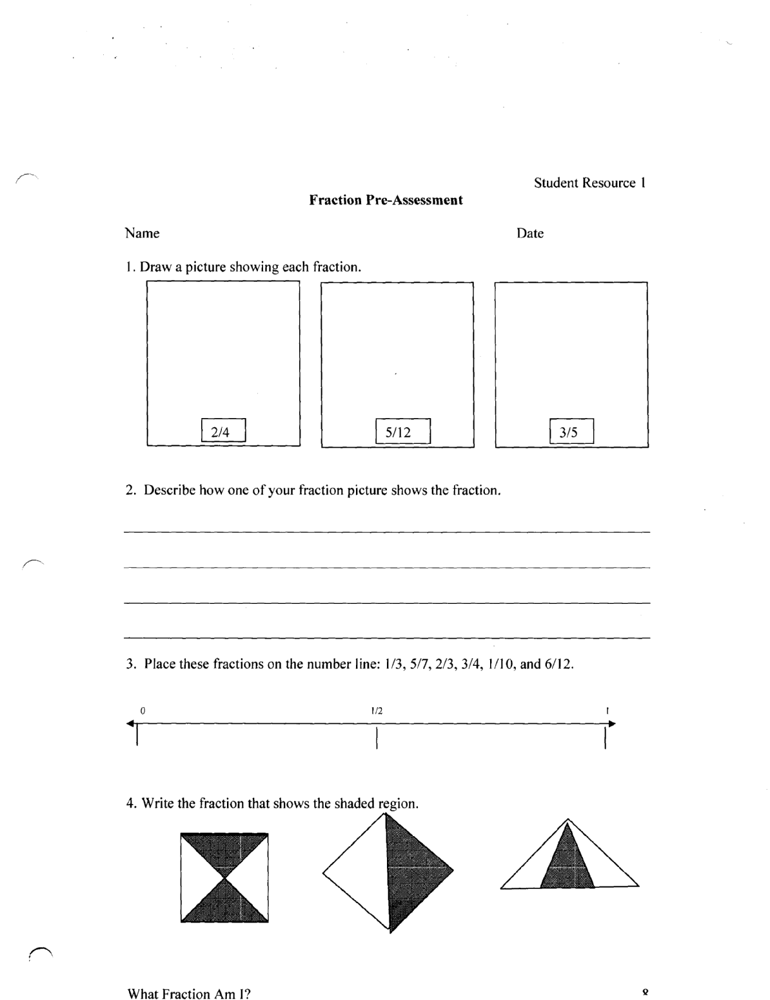 Student Resource 1
Fraction Pre-Assessment
Name Date
1. Draw a picture showing each fraction.
2/4 5/12 3/5
2. Describe how one of your fraction picture shows the fraction.
3. Place these fractions on the number line: 1/3, 5/7, 2/3, 3/4, 1/10, and 6/12.
0 1/2 1
4. Write the fraction that shows the shaded region.
What Fraction Am I? 8